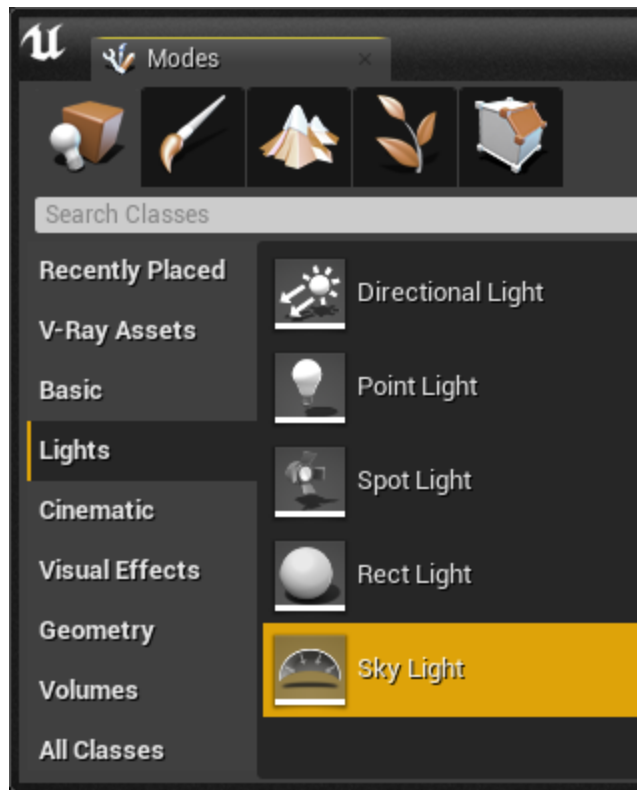 Modes
Search Classes
Recently Placed
V-Ray Assets
Basic
Lights
Cinematic
Visual Effects
Geometry
Volumes
All Classes
Directional Light
Point Light
Spot Light
Rect Light
Sky Light